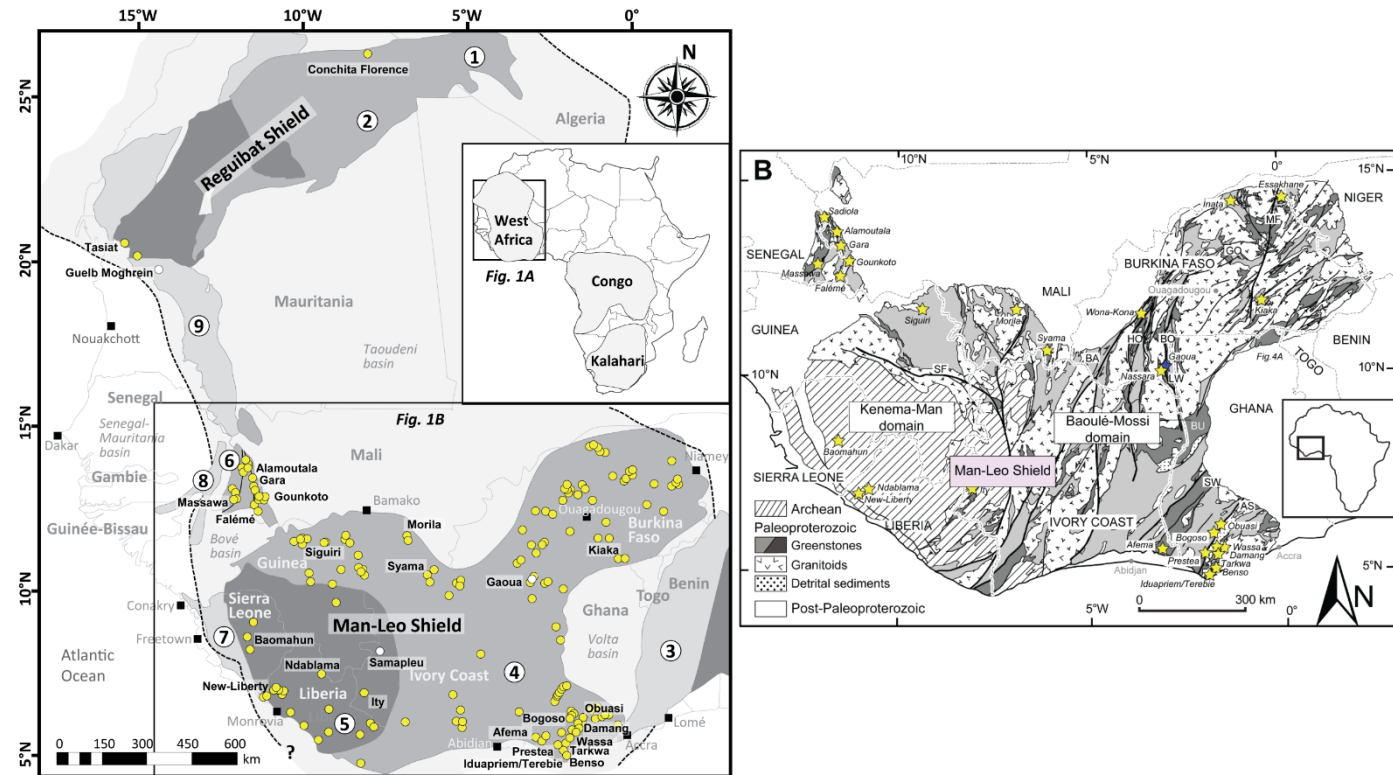 15°W
10°W
5°W
0°
N
1
Conchita Florence
25°N
2
Algeria
Reguibat Shield
West
Africa
Fig. 1A
Congo
Kalahari
Tasiat
20°N
Guelb Moghrein
Mauritania
9
Nouakchott
Taoudeni
basin
Senegal
Fig. 1B
15°N
Senegal-
Mauritania
basin
Dakar
Mali
Niamey
6
Alamoutala
8
Gara
Gambie
Massawa
Gounkoto
Bamako
Falémé
Ouagadougou
Guinée-Bissau
Morila
Burkina
Faso
Bové
basin
Siguiri
Kiaka
Guinea
Syama
10°N
Gaoua
Benin
Conakry
Sierra
Leone
Togo
Ghana
Man-Leo Shield
Freetown
7
Baomahun
Volta
basin
Samapleu
3
Atlantic
Ocean
Ndablama
Ivory Coast
4
New-Liberty
Liberia
Ity
Obuasi
Bogoso
Monrovia
5
Damang
Lomé
Afema
Wassa
Abidjan
Prestea
Tarkwa
Accra
5°N
?
Iduapriem/Terebie
Benso
0 150 300 450 600
km
B
10°N
5°N
0°
15°N
Essakhane
Inata
NIGER
Sadiola
MF
Alamoutala
SENEGAL
Gara
GO
Gounkoto
BURKINA FASO
Massawa
Falémé
Ouagadougou
MALI
Kiaka
Siguiri
Morila
Wona-Kona
GUINEA
Syama
HO
BO
BENIN
BA
Gaoua
Fig.4A
10°N
SF
Nassara
LW
TOGO
10°N
Kenema-Man
domain
Baoulé-Mossi
domain
GHANA
BU
Baomahun
SIERRA LEONE
Man-Leo Shield
Ndablama
Ity
New-Liberty
SW
LIBERIA
IVORY COAST
AS
Obuasi
Archean
Bogoso
Paleoproterozoic
Afema
Wassa
Greenstones
Damang
Prestea
Tarkwa
Accra
Granitoids
Abidjan
Benso
Detrital sediments
Iduapriem/Terebie
5°N
Post-Paleoproterozoic
5°W
0 300 km
0°
N